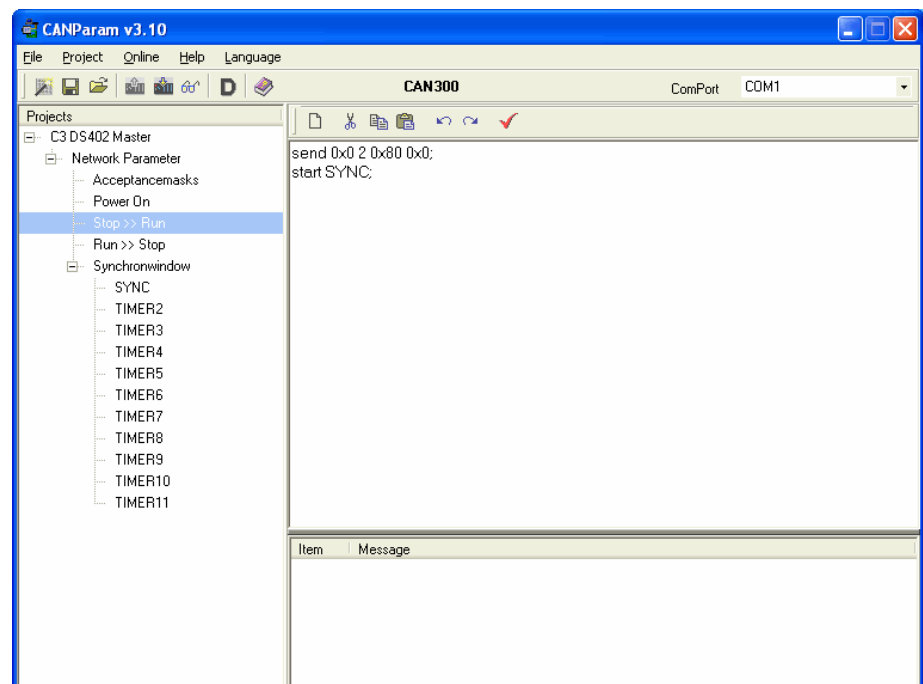 CANParam v3.10
File Project Online Help Language
D CAN300 ComPort COM1
Projects
C3 DS402 Master
Network Parameter
Acceptancemasks
Power On
Stop >> Run
Run >> Stop
Synchronwindow
SYNC
TIMER2
TIMER3
TIMER4
TIMER5
TIMER6
TIMER7
TIMER8
TIMER9
TIMER10
TIMER11
send 0x0 2 0x80 0x0;
start SYNC;
Item Message